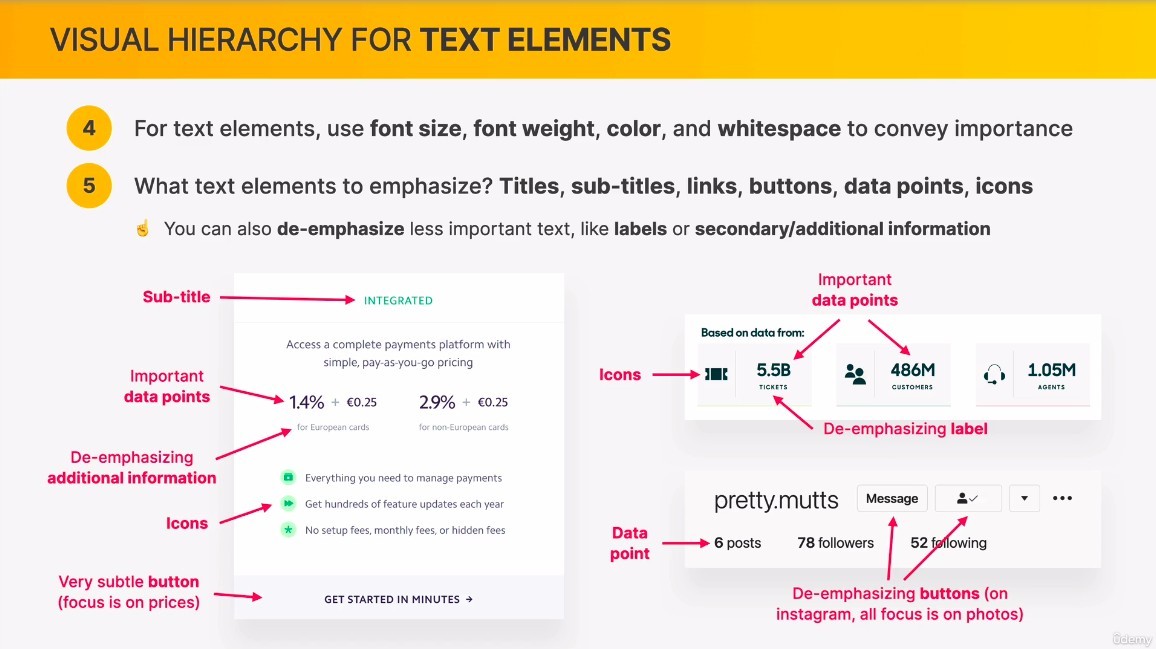 VISUAL HIERARCHY FOR TEXT ELEMENTS
4 For text elements, use font size, font weight, color, and whitespace to convey importance
5 What text elements to emphasize? Titles, sub-titles, links, buttons, data points, icons
☝️ You can also de-emphasize less important text, like labels or secondary/additional information
Sub-title
INTEGRATED
Access a complete payments platform with
simple, pay-as-you-go pricing
Important
data points
1.4% + €0.25 2.9% + €0.25
for European cards for non-European cards
De-emphasizing
additional information
Everything you need to manage payments
Get hundreds of feature updates each year
No setup fees, monthly fees, or hidden fees
Icons
Very subtle button
(focus is on prices)
GET STARTED IN MINUTES →
Important
data points
Based on data from:
Icons
5.5B 486M 1.05M
TICKETS CUSTOMERS AGENTS
De-emphasizing label
pretty.mutts Message
Data
point
6 posts 78 followers 52 following
De-emphasizing buttons (on
instagram, all focus is on photos)
ûdemy